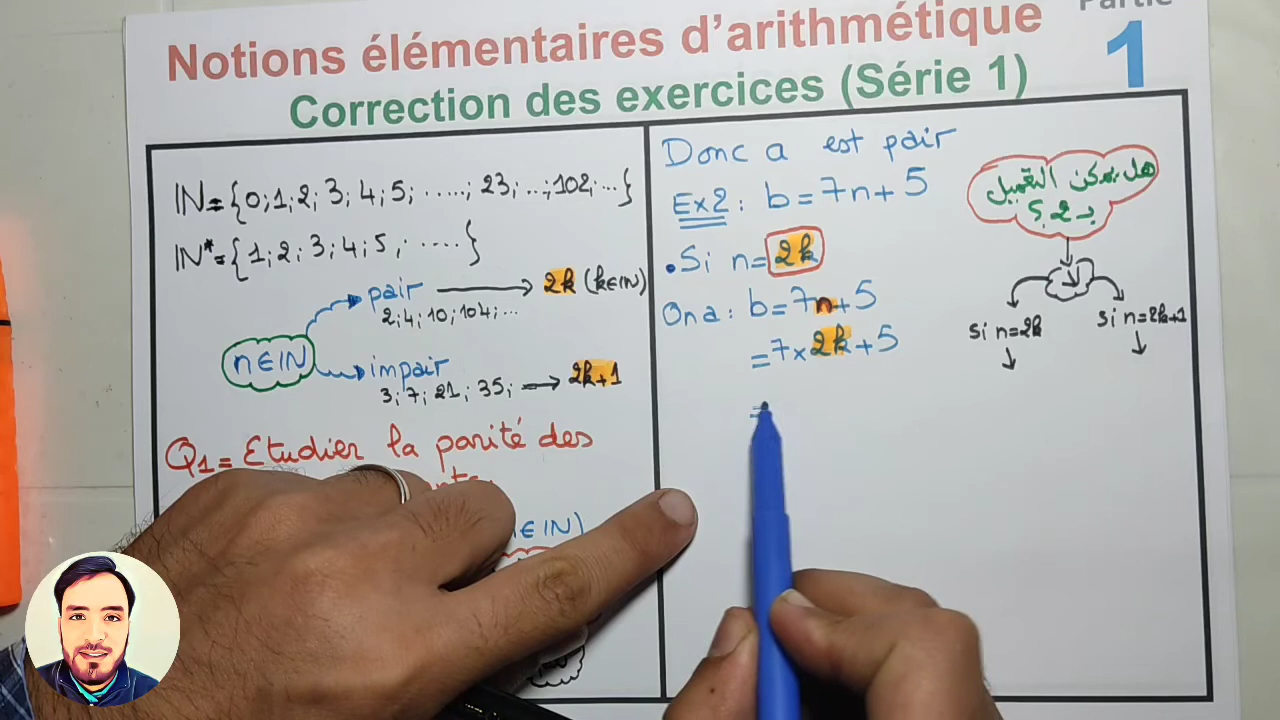 Partie
1
Notions élémentaires d'arithmétique
Correction des exercices (Série 1)
IN = {0; 1; 2; 3; 4; 5; ......; 23; ...; 102; ...}
IN* = {1; 2; 3; 4; 5; .....}
n ∈ IN
pair → 2k (k ∈ IN)
2; 4; 10; 104; ...
impair
3; 7; 21; 35; → 2k+1
Q1= Etudier la parité des
∈ IN)
Donc a est pair
Ex2 : b = 7n + 5
• Si n = 2k
On a : b = 7n + 5
= 7 × 2k + 5
=
هل يمكن التعميل
بـ 2 ؟
لا
Si n=2k
Si n=2k+1